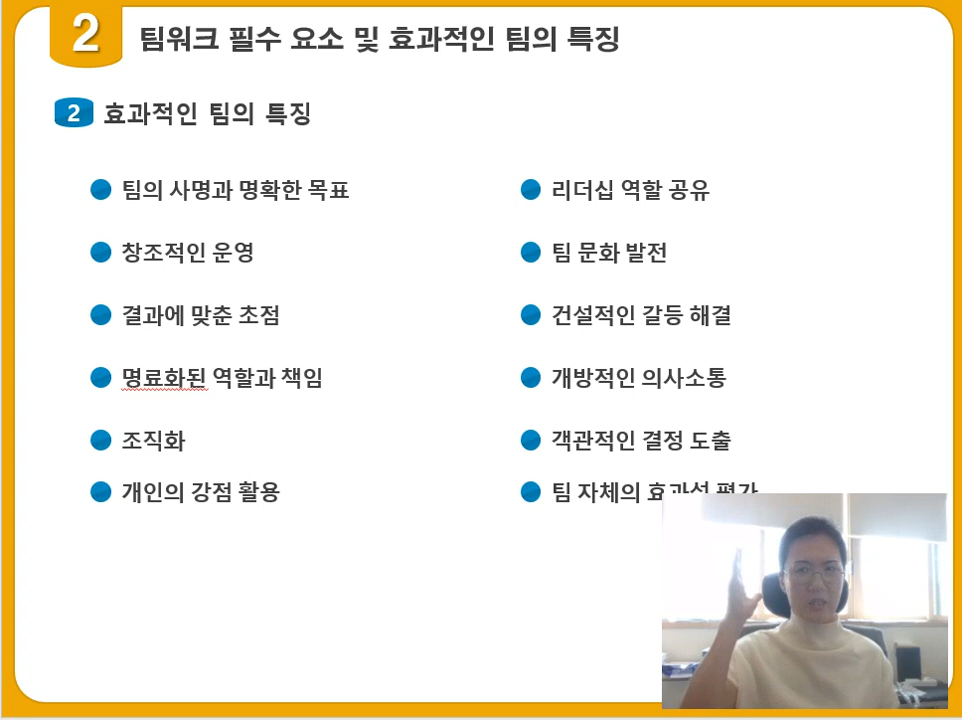 2 팀워크 필수 요소 및 효과적인 팀의 특징
2 효과적인 팀의 특징
팀의 사명과 명확한 목표
창조적인 운영
결과에 맞춘 초점
명료화된 역할과 책임
조직화
개인의 강점 활용
리더십 역할 공유
팀 문화 발전
건설적인 갈등 해결
개방적인 의사소통
객관적인 결정 도출
팀 자체의 효과성 평가